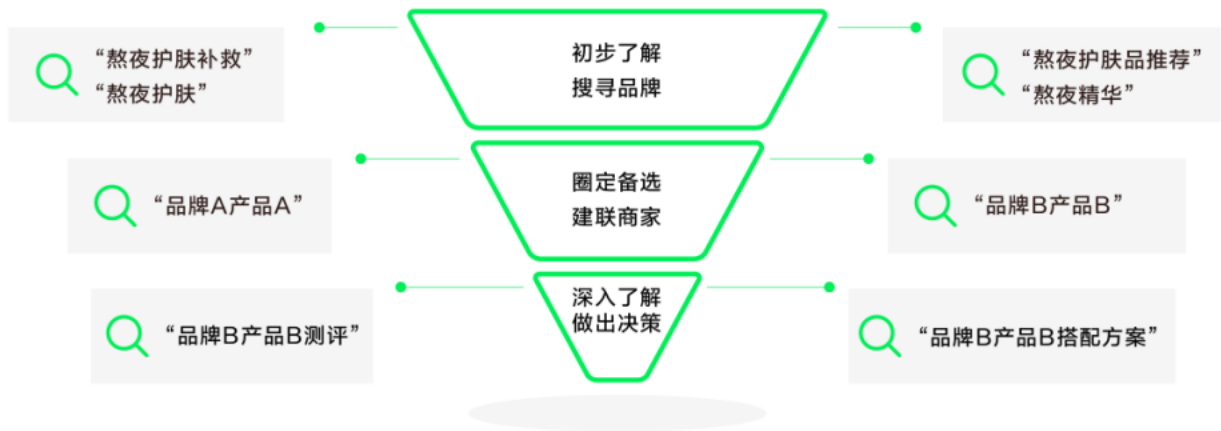 “熬夜护肤补救”
“熬夜护肤”
初步了解
搜寻品牌
“熬夜护肤品推荐”
“熬夜精华”
“品牌A产品A”
圈定备选
建联商家
“品牌B产品B”
“品牌B产品B测评”
深入了解
做出决策
“品牌B产品B搭配方案”